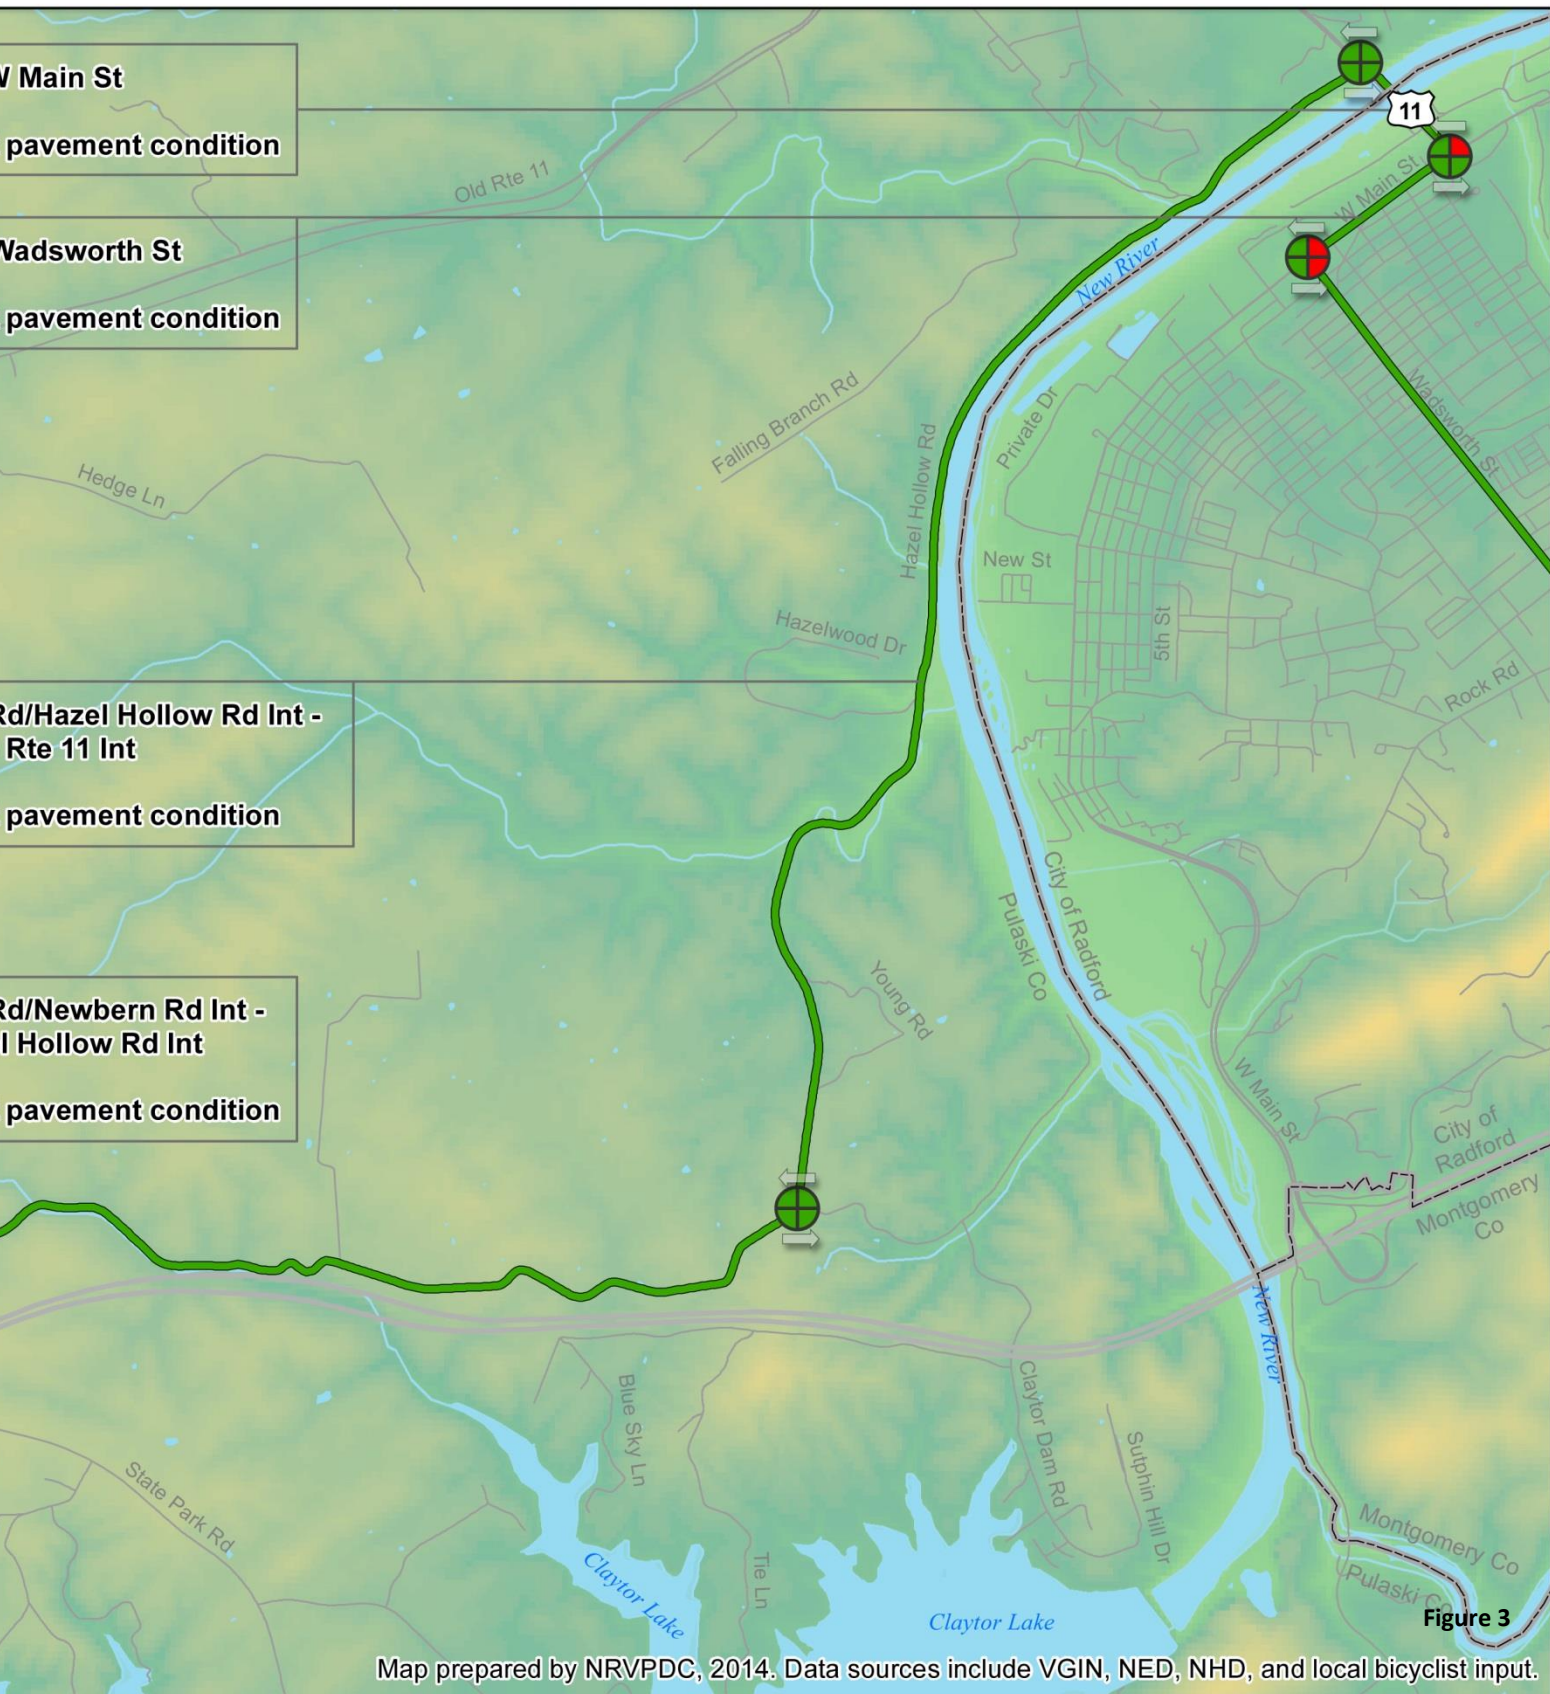 W Main St
pavement condition
11
Old Rte 11
W Main St
Wadsworth St
pavement condition
New River
Falling Branch Rd
Private Dr
Wadsworth St
Hedge Ln
Hazel Hollow Rd
New St
Hazelwood Dr
5th St
Rock Rd
Rd/Hazel Hollow Rd Int -
Rte 11 Int
pavement condition
City of Radford
Pulaski Co
Young Rd
Rd/Newbern Rd Int -
l Hollow Rd Int
pavement condition
W Main St
City of
Radford
Montgomery
Co
New River
Blue Sky Ln
Claytor Dam Rd
Sutphin Hill Dr
State Park Rd
Tie Ln
Claytor Lake
Claytor Lake
Montgomery Co
Pulaski Co
Figure 3
Map prepared by NRVPDC, 2014. Data sources include VGIN, NED, NHD, and local bicyclist input.